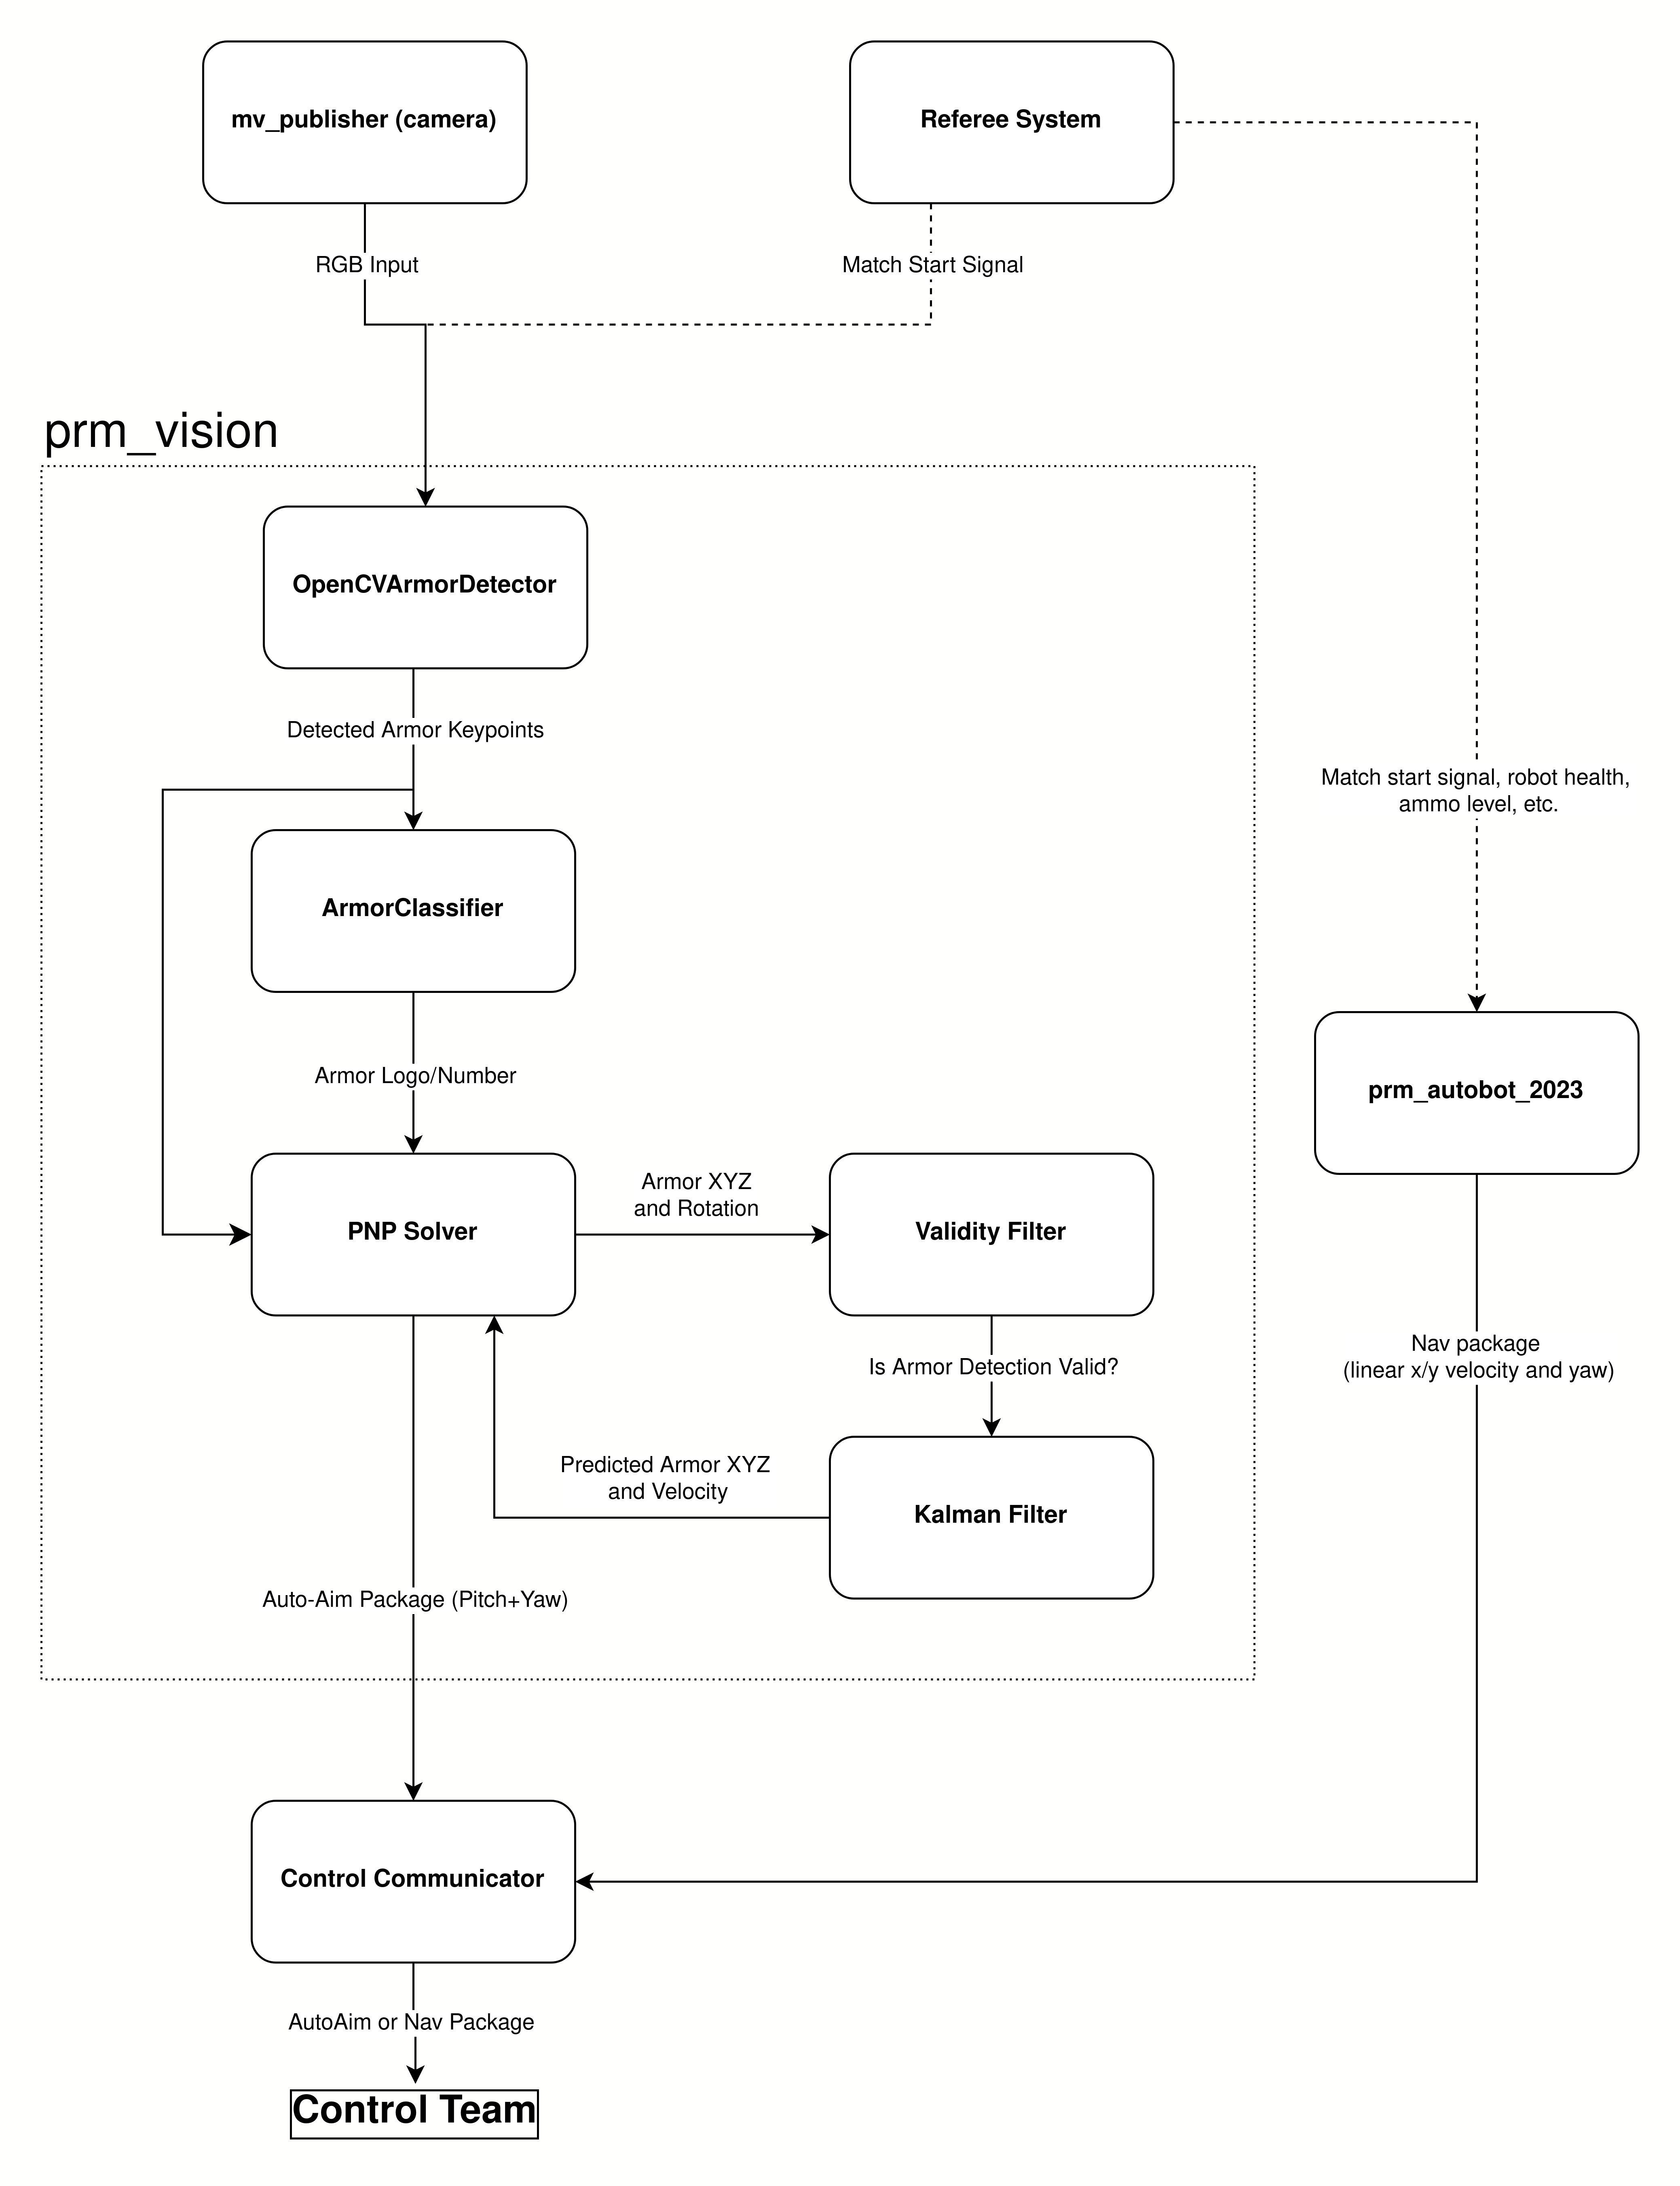 mv_publisher (camera)
Referee System
RGB Input
Match Start Signal
prm_vision
OpenCVArmorDetector
Detected Armor Keypoints
Match start signal, robot health,
ammo level, etc.
ArmorClassifier
Armor Logo/Number
prm_autobot_2023
Armor XYZ
and Rotation
PNP Solver
Validity Filter
Is Armor Detection Valid?
Nav package
(linear x/y velocity and yaw)
Predicted Armor XYZ
and Velocity
Kalman Filter
Auto-Aim Package (Pitch+Yaw)
Control Communicator
AutoAim or Nav Package
Control Team